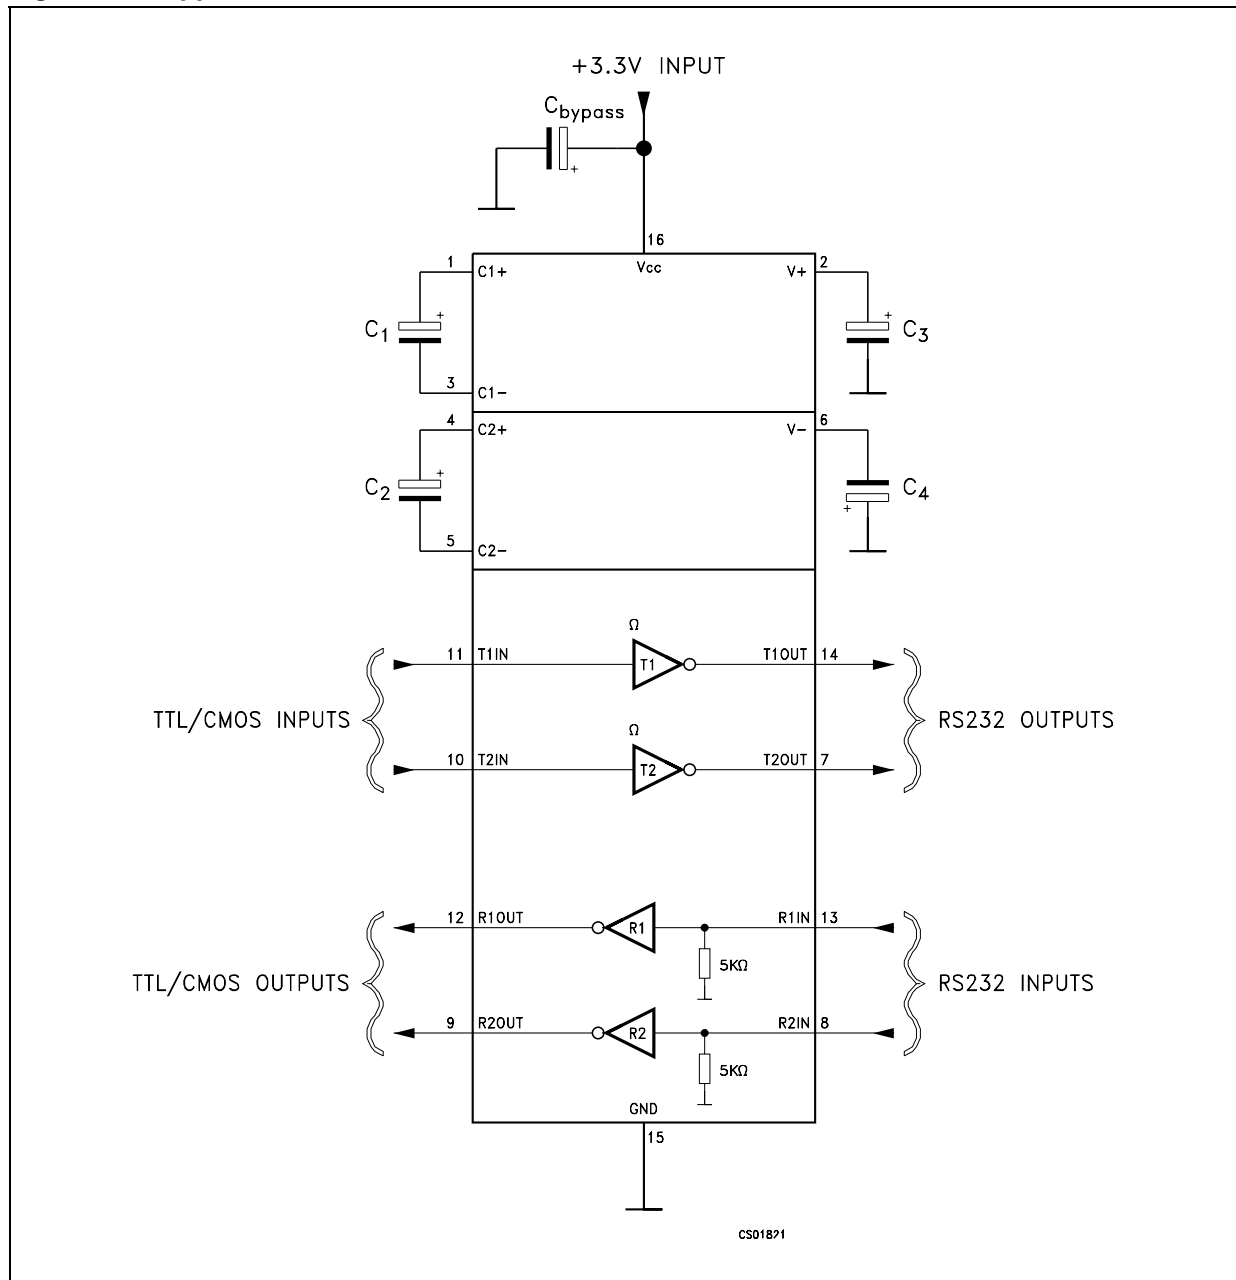 +3.3V INPUT
Cbypass
+
16
Vcc
1
C1+
V+
2
+
C1
+
C3
3
C1-
4
C2+
V-
6
+
C2
C4
+
5
C2-
Ω
11
T1IN
T1
T1OUT
14
TTL/CMOS INPUTS
RS232 OUTPUTS
Ω
10
T2IN
T2
T2OUT
7
12
R1OUT
R1
R1IN
13
5KΩ
TTL/CMOS OUTPUTS
RS232 INPUTS
9
R2OUT
R2
R2IN
8
5KΩ
GND
15
CS01821